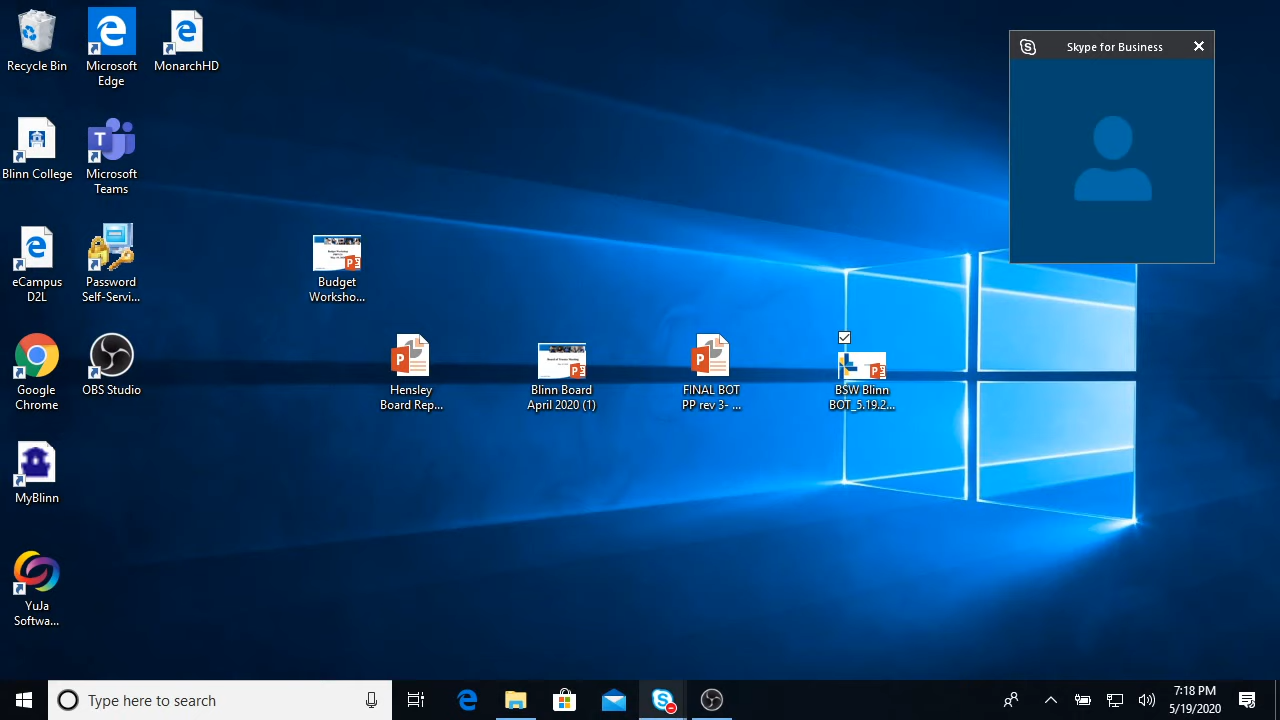 Recycle Bin
Microsoft
Edge
MonarchHD
Skype for Business
Blinn College
Microsoft
Teams
eCampus
D2L
Password
Self-Servi...
Budget
Worksho...
Google
Chrome
OBS Studio
Hensley
Board Rep...
Blinn Board
April 2020 (1)
FINAL BOT
PP rev 3- ...
BSW Blinn
BOT_5.19.2...
MyBlinn
YuJa
Softwa...
Type here to search
7:18 PM
5/19/2020